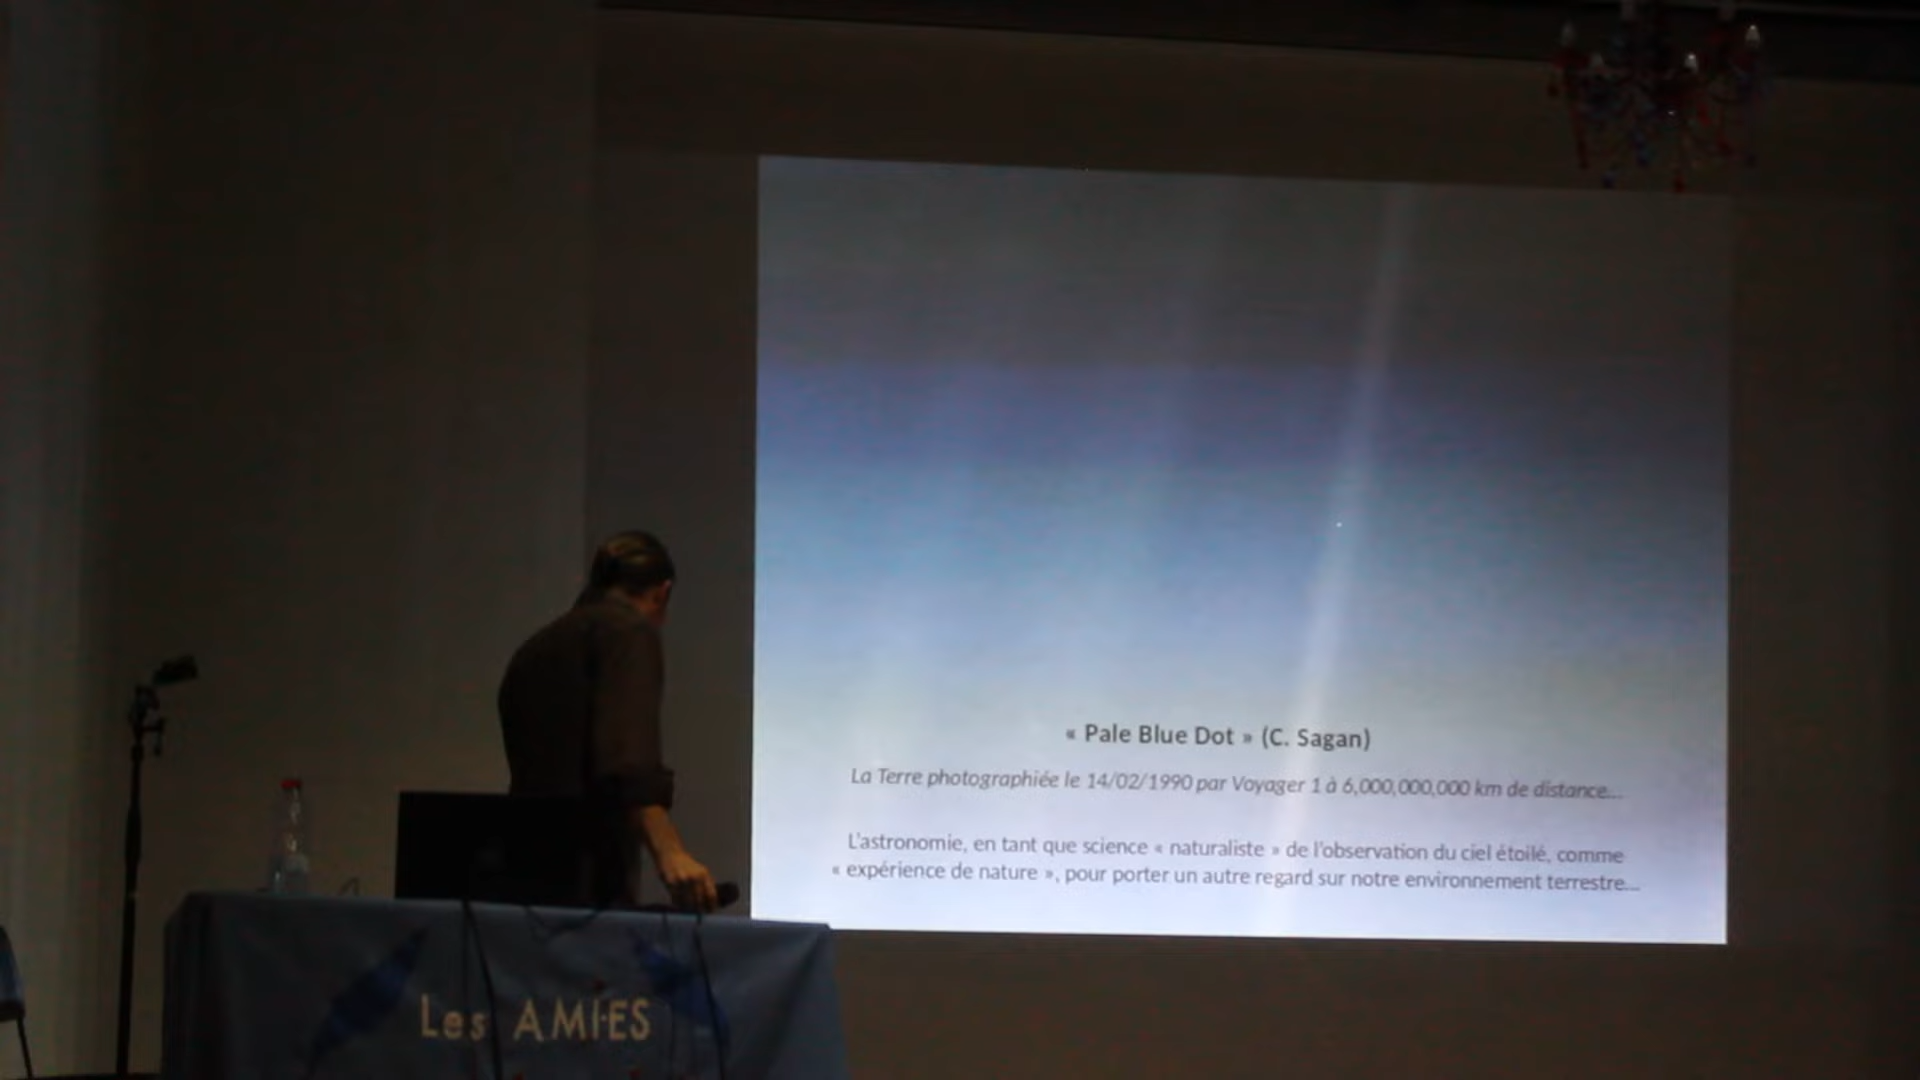 « Pale Blue Dot » (C. Sagan)
La Terre photographiée le 14/02/1990 par Voyager 1 à 6,000,000,000 km de distance...
L'astronomie, en tant que science « naturaliste » de l'observation du ciel étoilé, comme
« expérience de nature », pour porter un autre regard sur notre environnement terrestre...
Les AMI·ES